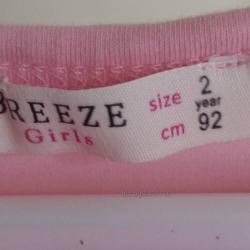 BREEZE
Girls
size 2 year
cm 92